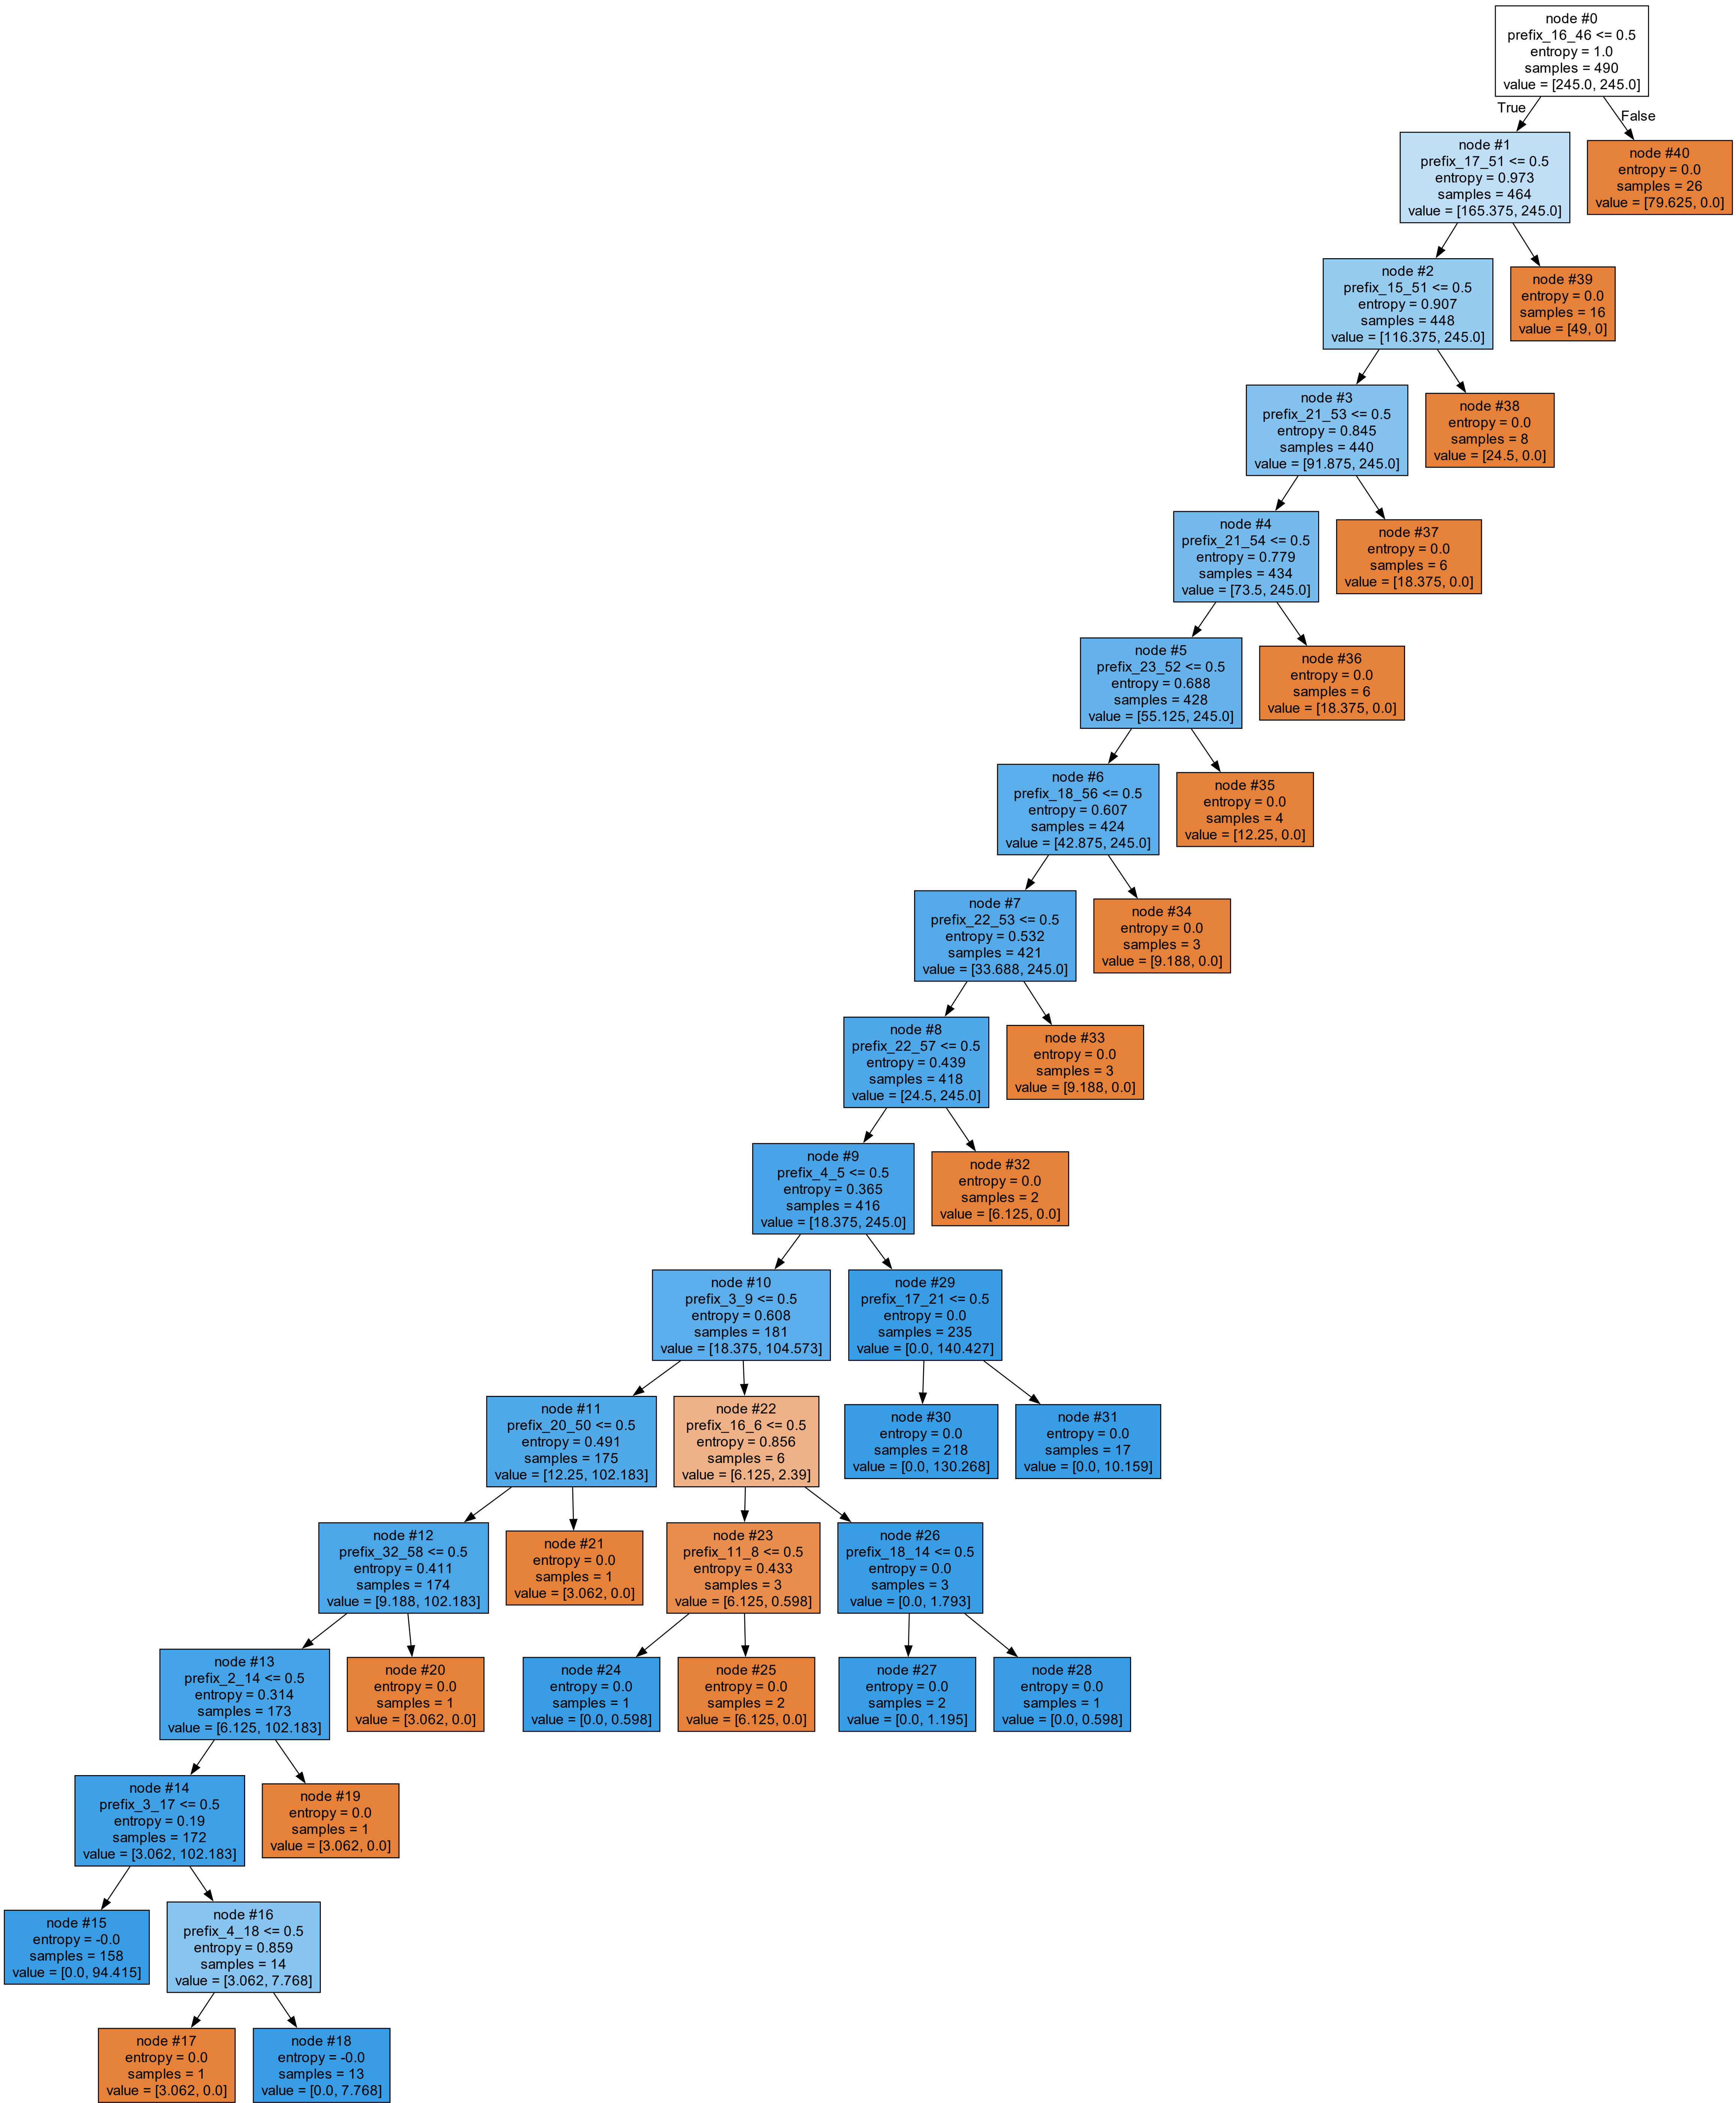 node #0
prefix_16_46 <= 0.5
entropy = 1.0
samples = 490
value = [245.0, 245.0]
True
False
node #1
prefix_17_51 <= 0.5
entropy = 0.973
samples = 464
value = [165.375, 245.0]
node #40
entropy = 0.0
samples = 26
value = [79.625, 0.0]
node #2
prefix_15_51 <= 0.5
entropy = 0.907
samples = 448
value = [116.375, 245.0]
node #39
entropy = 0.0
samples = 16
value = [49, 0]
node #3
prefix_21_53 <= 0.5
entropy = 0.845
samples = 440
value = [91.875, 245.0]
node #38
entropy = 0.0
samples = 8
value = [24.5, 0.0]
node #4
prefix_21_54 <= 0.5
entropy = 0.779
samples = 434
value = [73.5, 245.0]
node #37
entropy = 0.0
samples = 6
value = [18.375, 0.0]
node #5
prefix_23_52 <= 0.5
entropy = 0.688
samples = 428
value = [55.125, 245.0]
node #36
entropy = 0.0
samples = 6
value = [18.375, 0.0]
node #6
prefix_18_56 <= 0.5
entropy = 0.607
samples = 424
value = [42.875, 245.0]
node #35
entropy = 0.0
samples = 4
value = [12.25, 0.0]
node #7
prefix_22_53 <= 0.5
entropy = 0.532
samples = 421
value = [33.688, 245.0]
node #34
entropy = 0.0
samples = 3
value = [9.188, 0.0]
node #8
prefix_22_57 <= 0.5
entropy = 0.439
samples = 418
value = [24.5, 245.0]
node #33
entropy = 0.0
samples = 3
value = [9.188, 0.0]
node #9
prefix_4_5 <= 0.5
entropy = 0.365
samples = 416
value = [18.375, 245.0]
node #32
entropy = 0.0
samples = 2
value = [6.125, 0.0]
node #10
prefix_3_9 <= 0.5
entropy = 0.608
samples = 181
value = [18.375, 104.573]
node #29
prefix_17_21 <= 0.5
entropy = 0.0
samples = 235
value = [0.0, 140.427]
node #11
prefix_20_50 <= 0.5
entropy = 0.491
samples = 175
value = [12.25, 102.183]
node #22
prefix_16_6 <= 0.5
entropy = 0.856
samples = 6
value = [6.125, 2.39]
node #30
entropy = 0.0
samples = 218
value = [0.0, 130.268]
node #31
entropy = 0.0
samples = 17
value = [0.0, 10.159]
node #12
prefix_32_58 <= 0.5
entropy = 0.411
samples = 174
value = [9.188, 102.183]
node #21
entropy = 0.0
samples = 1
value = [3.062, 0.0]
node #23
prefix_11_8 <= 0.5
entropy = 0.433
samples = 3
value = [6.125, 0.598]
node #26
prefix_18_14 <= 0.5
entropy = 0.0
samples = 3
value = [0.0, 1.793]
node #13
prefix_2_14 <= 0.5
entropy = 0.314
samples = 173
value = [6.125, 102.183]
node #20
entropy = 0.0
samples = 1
value = [3.062, 0.0]
node #24
entropy = 0.0
samples = 1
value = [0.0, 0.598]
node #25
entropy = 0.0
samples = 2
value = [6.125, 0.0]
node #27
entropy = 0.0
samples = 2
value = [0.0, 1.195]
node #28
entropy = 0.0
samples = 1
value = [0.0, 0.598]
node #14
prefix_3_17 <= 0.5
entropy = 0.19
samples = 172
value = [3.062, 102.183]
node #19
entropy = 0.0
samples = 1
value = [3.062, 0.0]
node #15
entropy = -0.0
samples = 158
value = [0.0, 94.415]
node #16
prefix_4_18 <= 0.5
entropy = 0.859
samples = 14
value = [3.062, 7.768]
node #17
entropy = 0.0
samples = 1
value = [3.062, 0.0]
node #18
entropy = -0.0
samples = 13
value = [0.0, 7.768]